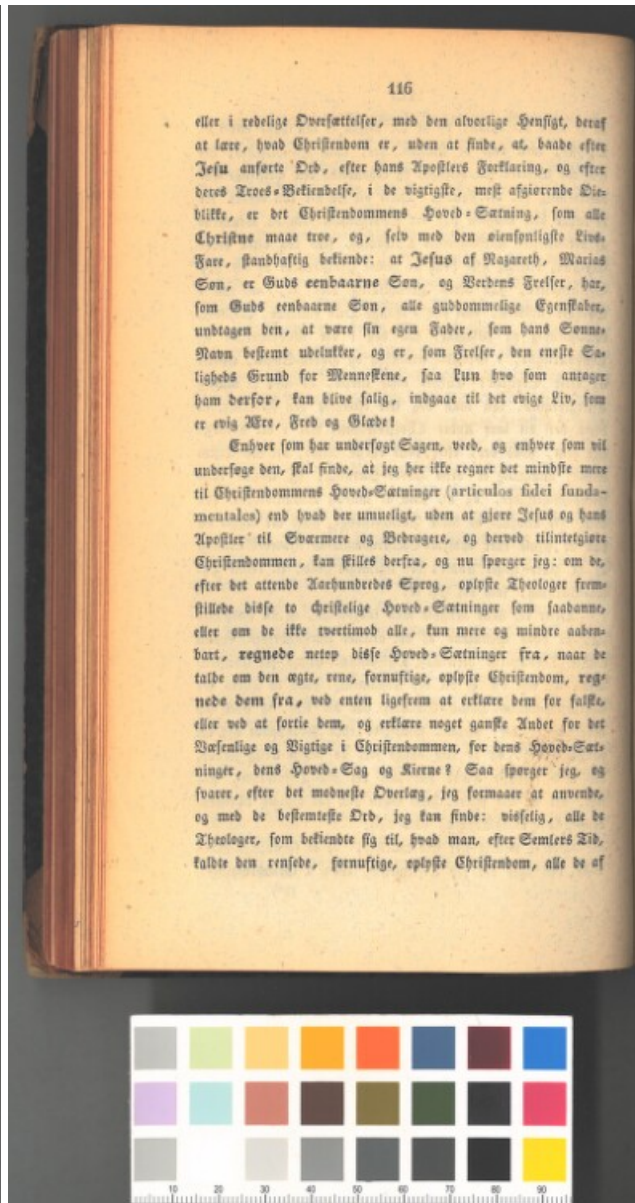 116
eller i redelige Oversættelser, med den alvorlige Hensigt, deraf
at lære, hvad Christendom er, uden at finde, at, baade efter
Jesu anførte Ord, efter hans Apostlers Forklaring, og efter
deres Troes-Bekiendelse, i de vigtigste, mest afgiørende Øie-
blikke, er det Christendommens Hoved-Sætning, som alle
Christne maae troe, og, selv med den øiensynligste Livs-
Fare, standhaftig bekiende: at Jesus af Nazareth, Marias
Søn, er Guds eenbaarne Søn, og Verdens Frelser, har,
som Guds eenbaarne Søn, alle guddommelige Egenskaber,
undtagen den, at være sin egen Fader, som hans Sønne-
Navn bestemt udelukker, og er, som Frelser, den eneste Sa-
ligheds Grund for Menneskene, saa kun hvo som antager
ham derfor, kan blive salig, indgaae til det evige Liv, som
er evig Ære, Fred og Glæde!
Enhver som har undersøgt Sagen, veed, og enhver som vil
undersøge den, skal finde, at jeg her ikke regner det mindste mere
til Christendommens Hoved-Sætninger (articulos fidei funda-
mentales) end hvad der umueligt, uden at gjøre Jesus og hans
Apostler til Sværmere og Bedragere, og derved tilintetgiøre
Christendommen, kan skilles derfra, og nu spørger jeg: om de,
efter det attende Aarhundredes Sprog, oplyste Theologer frem-
stillede disse to christelige Hoved-Sætninger som saadanne,
eller om de ikke tvertimod alle, kun mere og mindre aaben-
bart, regnede netop disse Hoved-Sætninger fra, naar de
talde om den ægte, rene, fornuftige, oplyste Christendom, reg-
nede dem fra, ved enten ligefrem at erklære dem for falske,
eller ved at fortie dem, og erklære noget ganske Andet for det
Væsenlige og Vigtige i Christendommen, for dens Hoved-Sæt-
ninger, dens Hoved-Sag og Kierne? Saa spørger jeg, og
svarer, efter det modneste Overlæg, jeg formaaer at anvende,
og med de bestemteste Ord, jeg kan finde: visselig, alle de
Theologer, som bekiendte sig til, hvad man, efter Semlers Tid,
kaldte den rensede, fornuftige, oplyste Christendom, alle de af
10 20 30 40 50 60 70 80 90